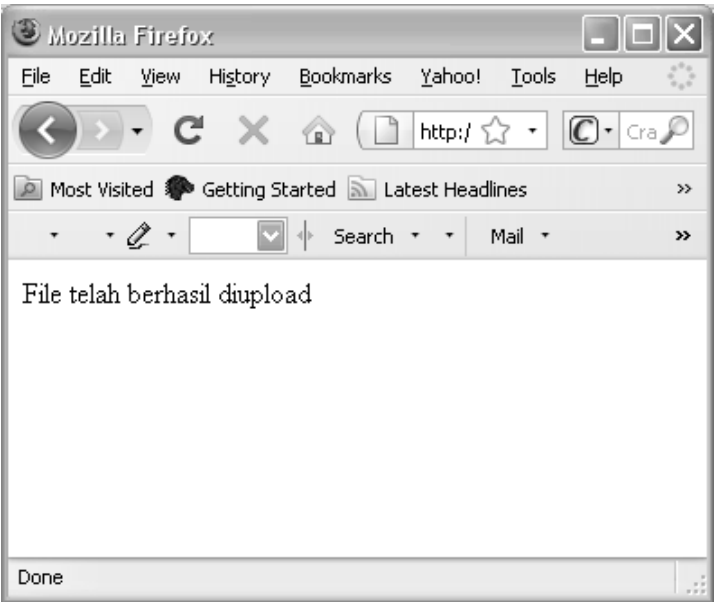 Mozilla Firefox
File Edit View History Bookmarks Yahoo! Tools Help
http:/ C Cra
Most Visited Getting Started Latest Headlines »
Search Mail »
File telah berhasil diupload
Done